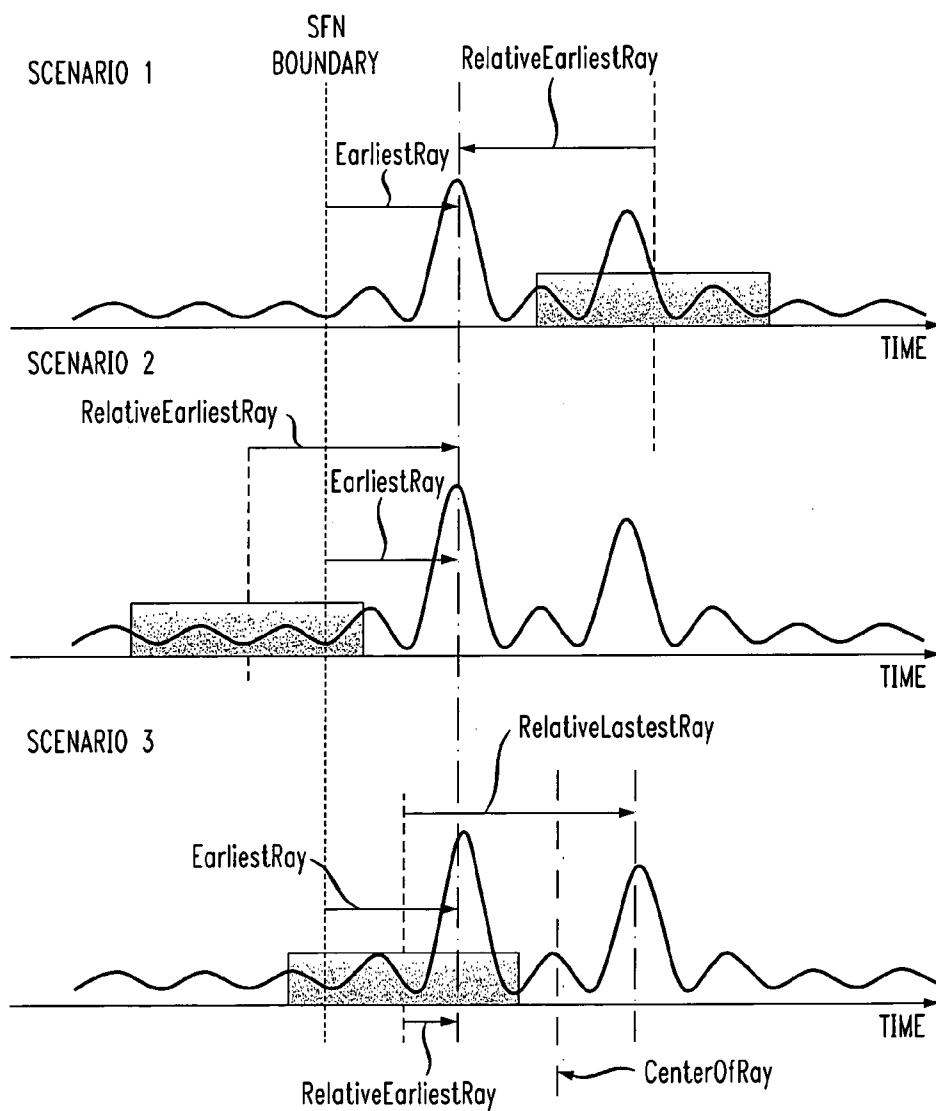 SFN
BOUNDARY
SCENARIO 1
RelativeEarliestRay
EarliestRay
TIME
SCENARIO 2
RelativeEarliestRay
EarliestRay
TIME
SCENARIO 3
RelativeLastestRay
EarliestRay
TIME
RelativeEarliestRay
CenterOfRay